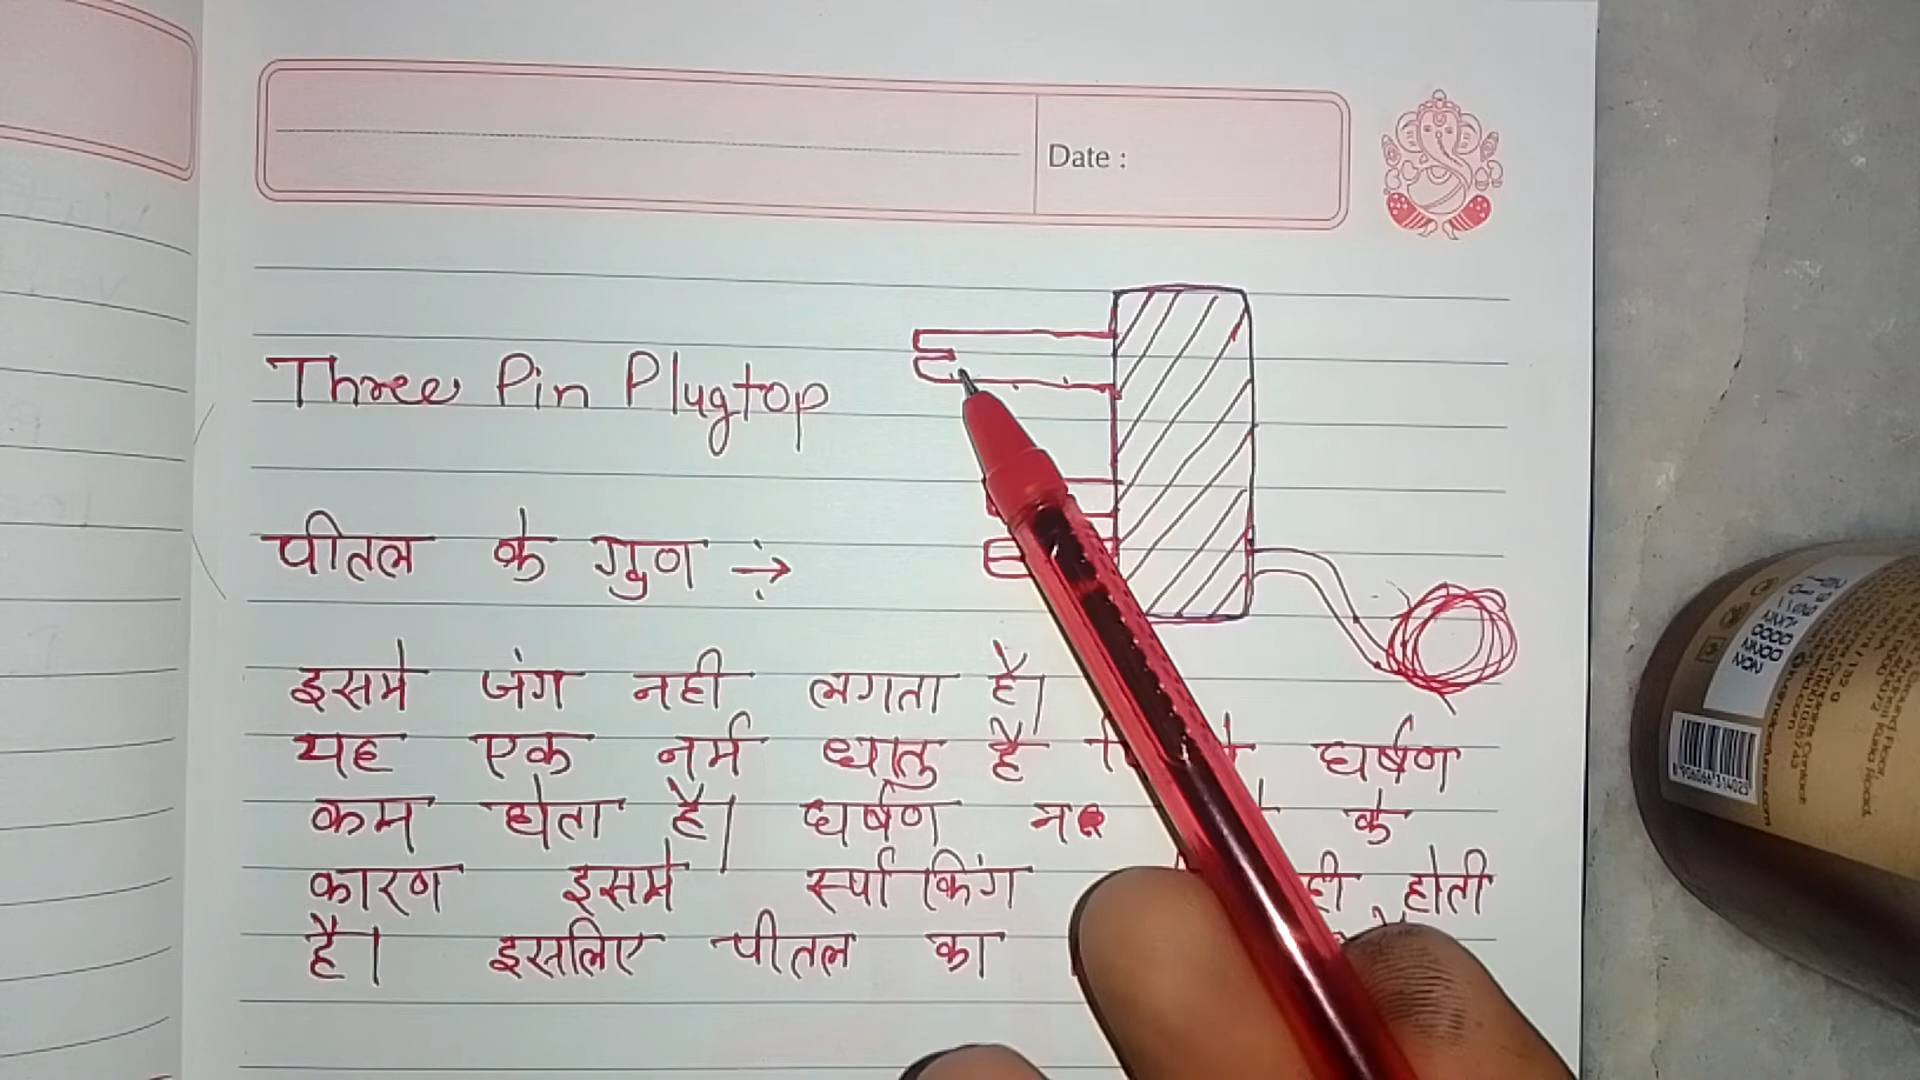 Date :
Three Pin Plugtop
पीतल के गुण →
इसमे जंग नही लगता है।
यह एक नर्म धातु है घर्षण
कम होता है। घर्षण न के
कारण इसमे स्पार्किंग होती
है। इसलिए पीतल का